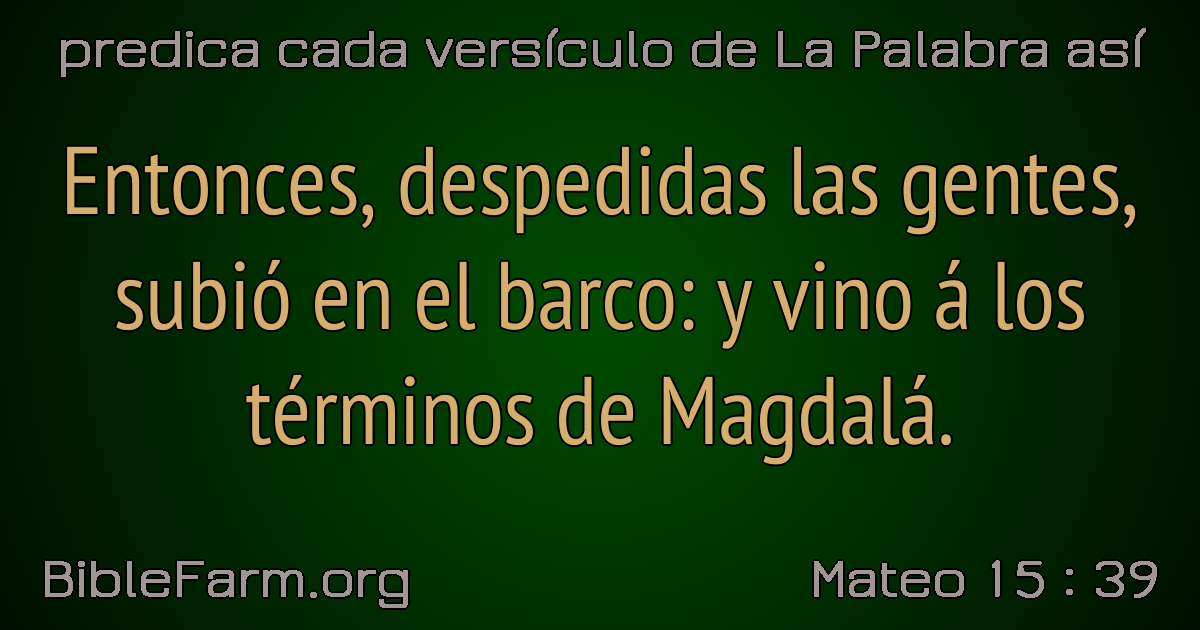 predica cada versículo de La Palabra así
Entonces, despedidas las gentes,
subió en el barco: y vino á los
términos de Magdalá.
BibleFarm.org
Mateo 15 : 39